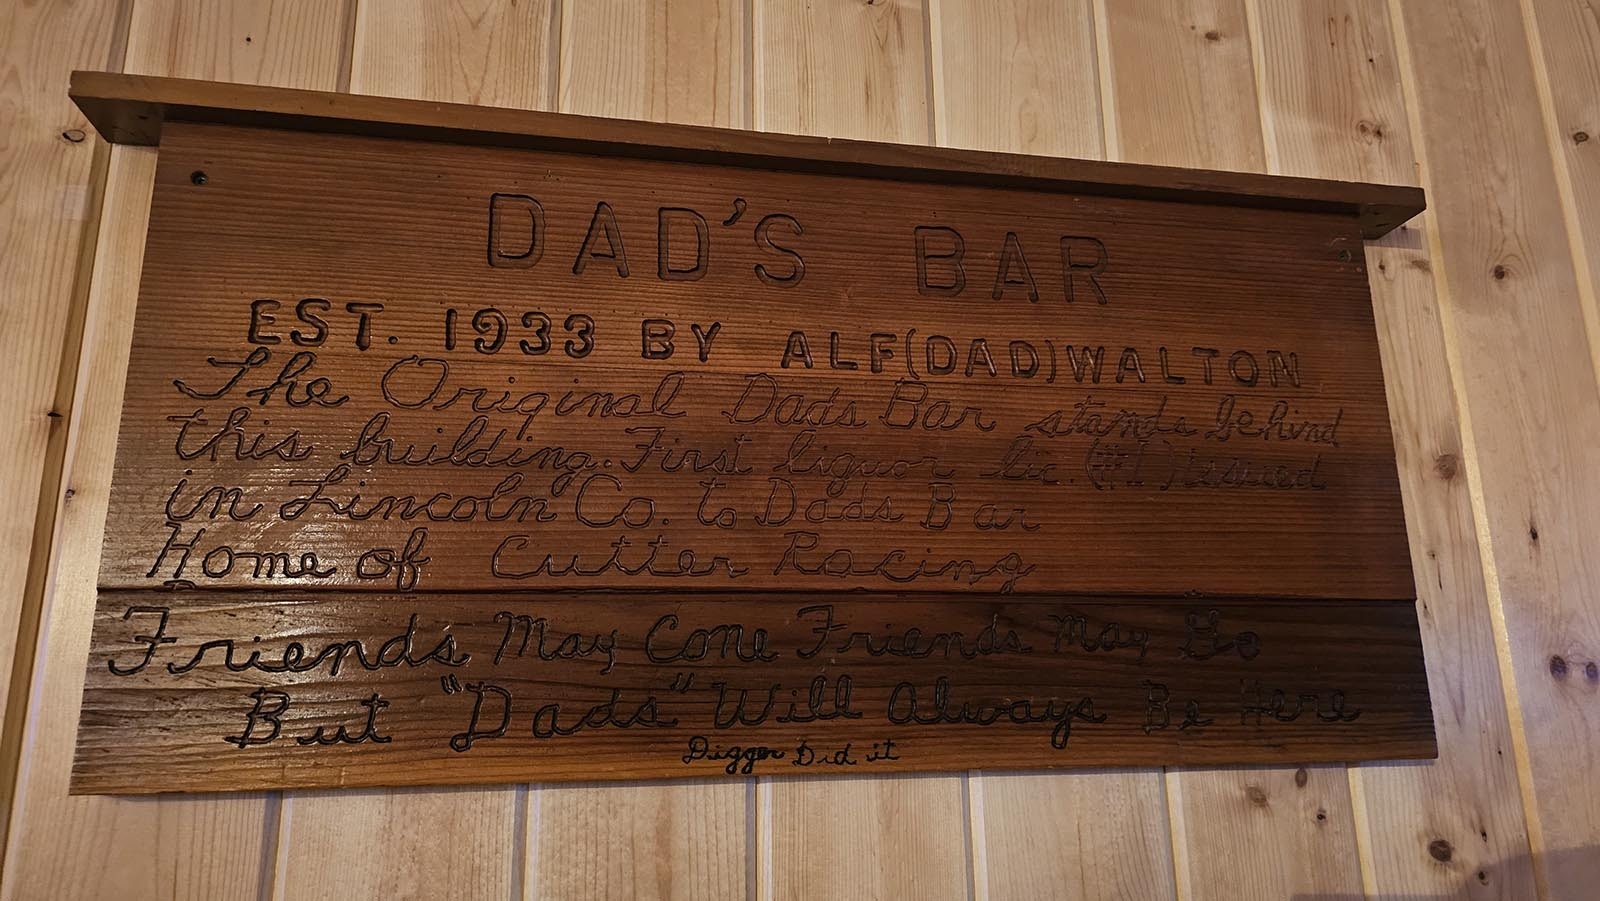 DAD'S BAR
EST. 1933 BY ALF(DAD)WALTON
The Original Dads Bar stands behind
this building. First liquor lic. (#1) issued
in Lincoln Co. to Dads Bar
Home of Cutter Racing
Friends May Come Friends May Go
But "Dads" Will Always Be Here
Digger Did it